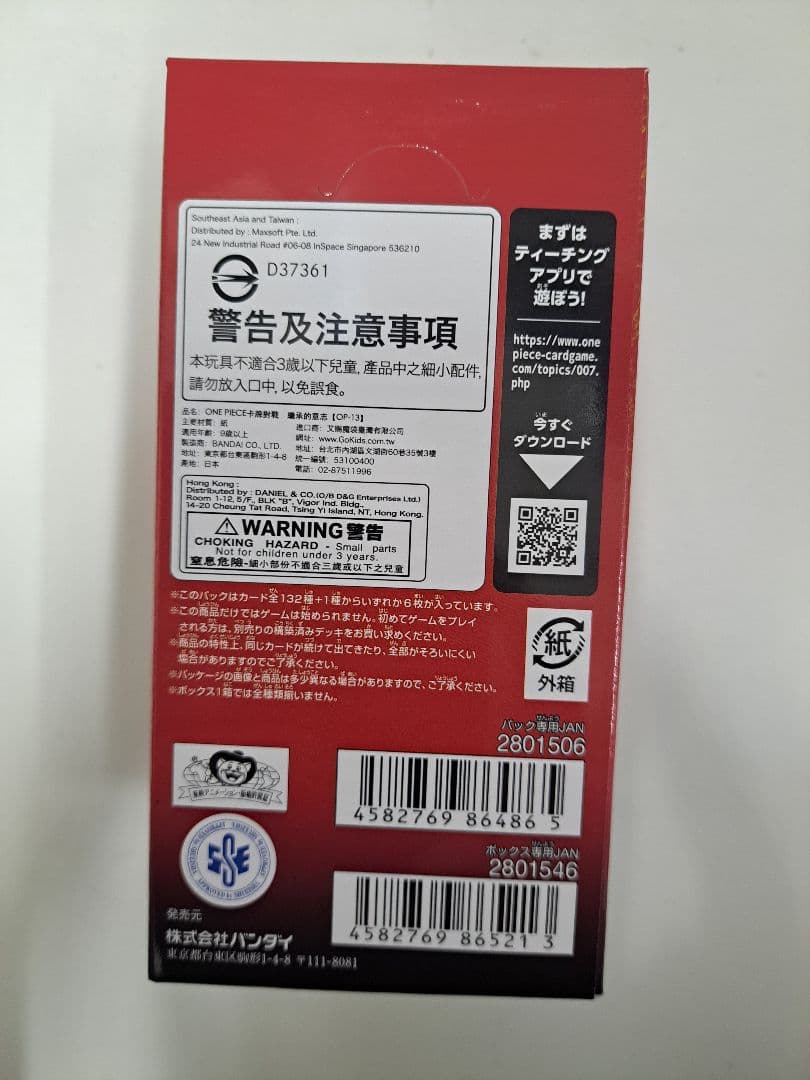 Southeast Asia and Taiwan :
Distributed by : Maxsoft Pte. Ltd.
24 New Industrial Road #06-08 InSpace Singapore 536210
D37361
警告及注意事項
本玩具不適合3歲以下兒童, 產品中之細小配件,
請勿放入口中, 以免誤食。
品名: ONE PIECE卡牌對戰 繼承的意志【OP-13】
主要材質: 紙
適用年齡: 9歲以上
製造商: BANDAI CO., LTD.
地址: 東京都台東區駒形1-4-8
產地: 日本
進口商: 艾賜魔袋臺灣有限公司
網址: www.GoKids.com.tw
地址: 台北市內湖區文湖街60巷35號3樓
統一編號: 53100400
電話: 02-87511996
Hong Kong :
Distributed by : DANIEL & CO.(O/B D&G Enterprises Ltd.)
Room 1-12, 5/F., BLK "B", Vigor Ind. Bldg.,
14-20 Cheung Tat Road, Tsing Yi Island, NT, Hong Kong.
WARNING 警告
CHOKING HAZARD - Small parts
Not for children under 3 years.
窒息危險-細小部份不適合三歲或以下之兒童
まずは
ティーチング
アプリで
遊ぼう!
https://www.one
piece-cardgame.
com/topics/007.
php
今すぐ
ダウンロード
※このパックはカード全132種+1種からいずれか6枚が入っています。
※この商品だけではゲームは始められません。初めてゲームをプレイ
される方は、別売りの構築済みデッキをお買い求めください。
※商品の特性上、同じカードが続けて出てきたり、全部がそろいにくい
場合がありますのでご了承ください。
※パッケージの画像と商品は多少異なる場合がありますので、ご了承ください。
※ボックス1箱では全種類揃いません。
紙
外箱
パック専用JAN
2801506
4582769 864865
ボックス専用JAN
2801546
4582769 865213
発売元
株式会社バンダイ
東京都台東区駒形1-4-8 〒111-8081